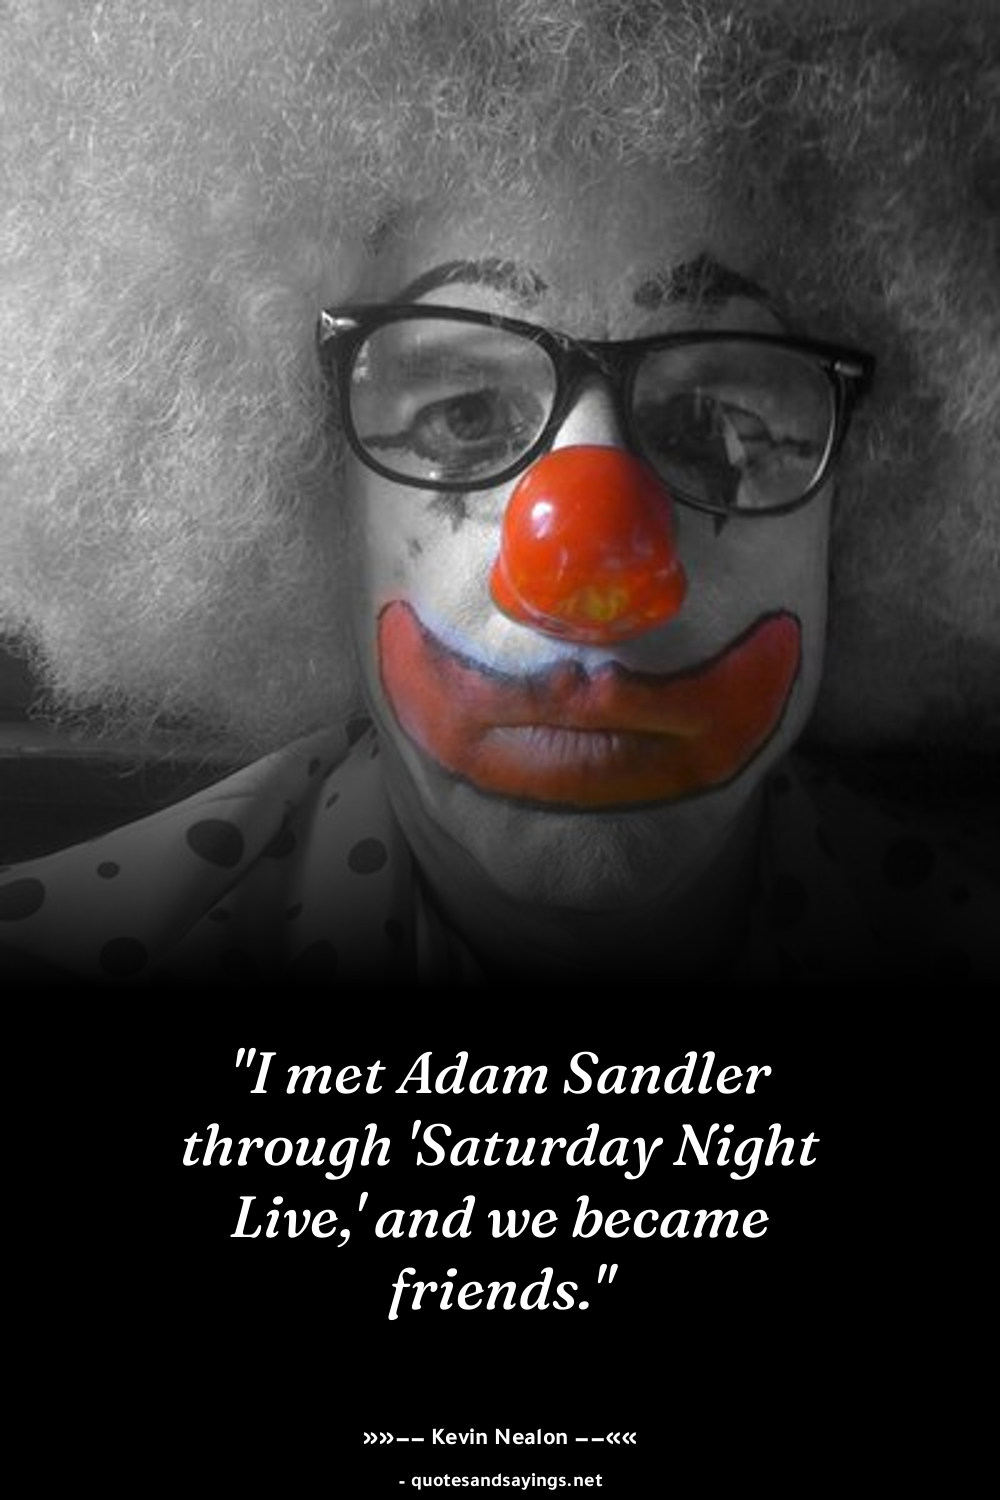 "I met Adam Sandler
through 'Saturday Night
Live,' and we became
friends."
»»−− Kevin Nealon −−««
- quotesandsayings.net